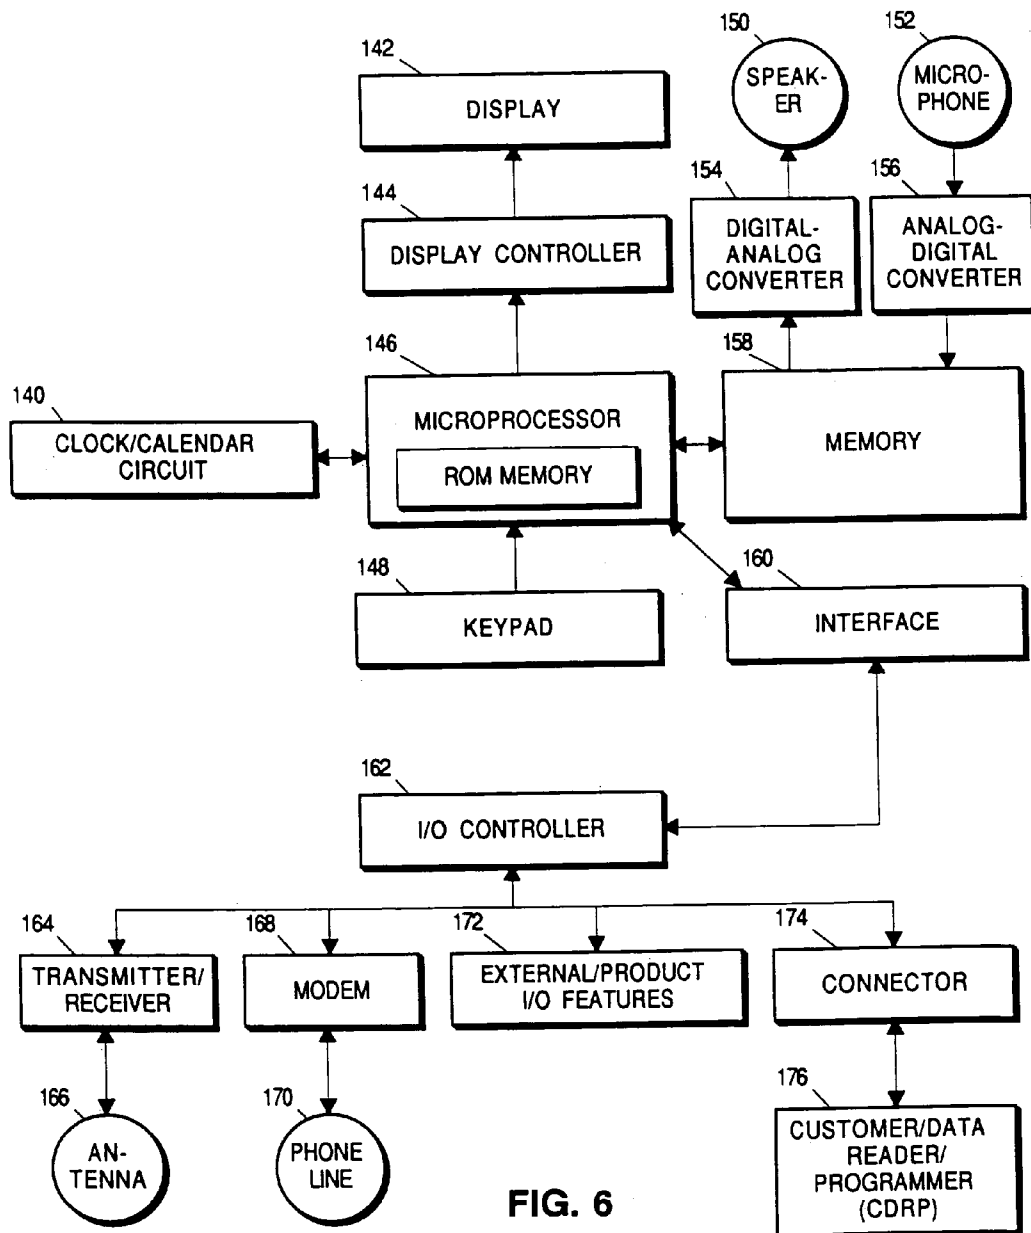 150
152
142
SPEAK-
ER
MICRO-
PHONE
DISPLAY
144
154
156
DISPLAY CONTROLLER
DIGITAL-
ANALOG
CONVERTER
ANALOG-
DIGITAL
CONVERTER
146
158
140
CLOCK/CALENDAR
CIRCUIT
MICROPROCESSOR
ROM MEMORY
MEMORY
148
160
KEYPAD
INTERFACE
162
I/O CONTROLLER
164
168
172
174
TRANSMITTER/
RECEIVER
MODEM
EXTERNAL/PRODUCT
I/O FEATURES
CONNECTOR
166
170
176
AN-
TENNA
PHONE
LINE
CUSTOMER/DATA
READER/
PROGRAMMER
(CDRP)
FIG. 6